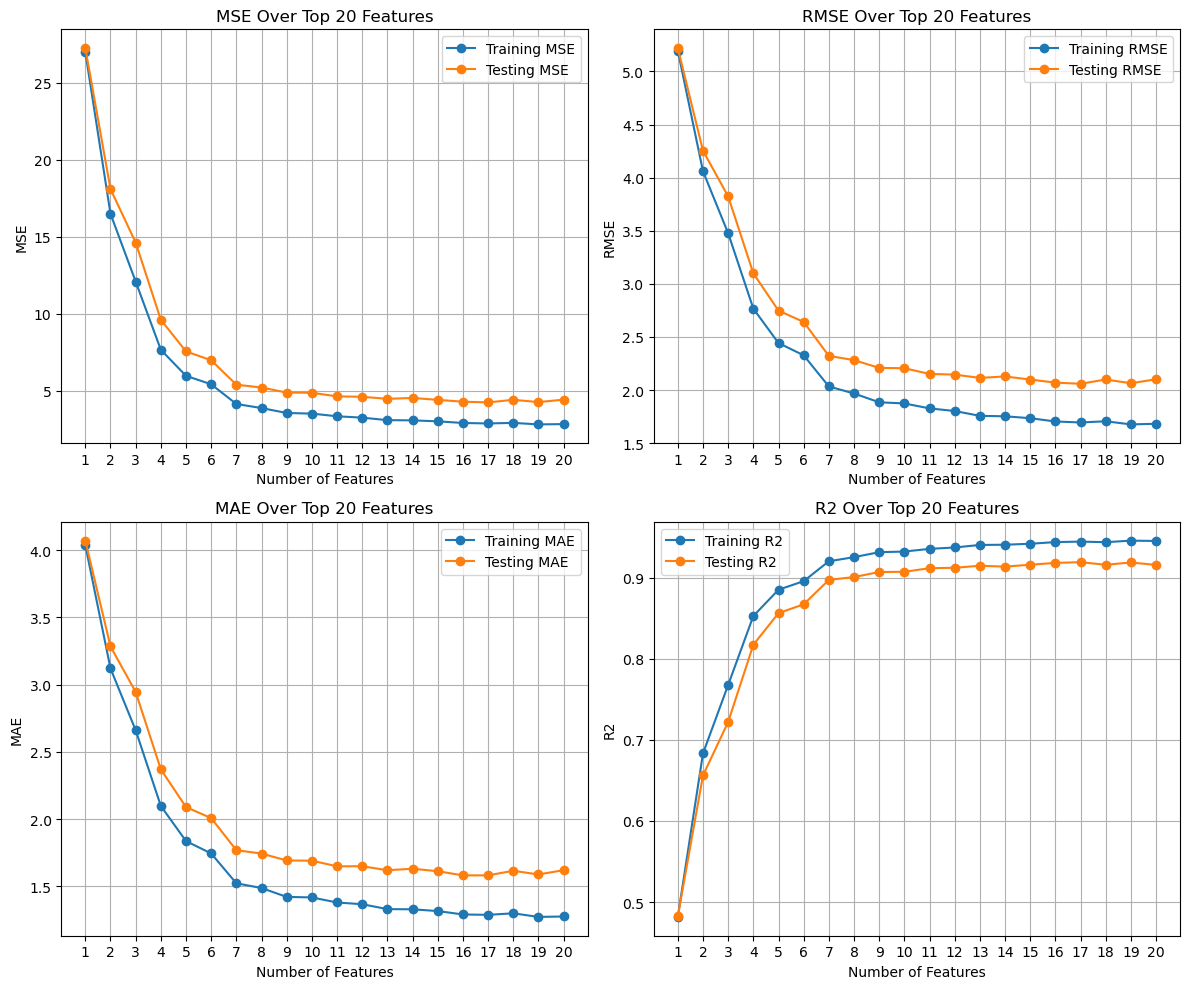 MSE Over Top 20 Features
Training MSE
Testing MSE
25
20
15
10
5
MSE
1 2 3 4 5 6 7 8 9 10 11 12 13 14 15 16 17 18 19 20
Number of Features
RMSE Over Top 20 Features
Training RMSE
Testing RMSE
5.0
4.5
4.0
3.5
3.0
2.5
2.0
1.5
RMSE
1 2 3 4 5 6 7 8 9 10 11 12 13 14 15 16 17 18 19 20
Number of Features
MAE Over Top 20 Features
Training MAE
Testing MAE
4.0
3.5
3.0
2.5
2.0
1.5
MAE
1 2 3 4 5 6 7 8 9 10 11 12 13 14 15 16 17 18 19 20
Number of Features
R2 Over Top 20 Features
Training R2
Testing R2
0.9
0.8
0.7
0.6
0.5
R2
1 2 3 4 5 6 7 8 9 10 11 12 13 14 15 16 17 18 19 20
Number of Features